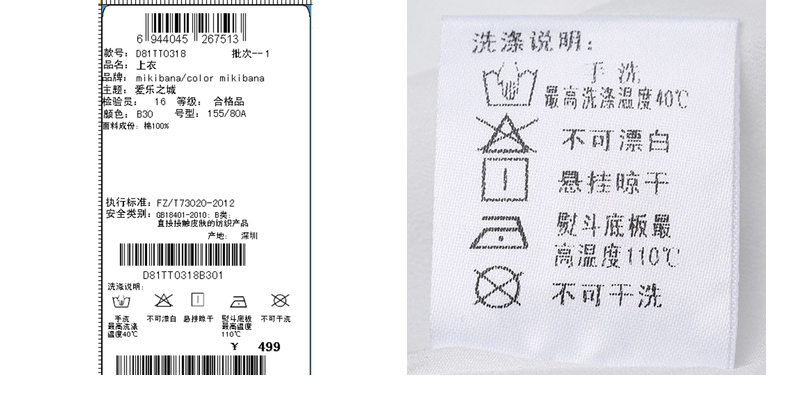 6 944045 267513
款号: D81TT0318 批次--1
品名: 上衣
品牌: mikibana/color mikibana
主题: 爱乐之城
检验员: 16 等级: 合格品
颜色: B30 号型: 155/80A
面料成份: 棉100%
执行标准: FZ/T73020-2012
安全类别: GB18401-2010; B类;
直接接触皮肤的纺织产品
产地: 深圳
D81TT0318B301
洗涤说明:
手洗 不可漂白 悬挂晾干 熨斗底板 不可干洗
最高洗涤 最高温度
温度40℃ 110℃
¥ 499
洗涤说明:
手洗
最高洗涤温度40℃
不可漂白
悬挂晾干
熨斗底板最
高温度110℃
不可干洗